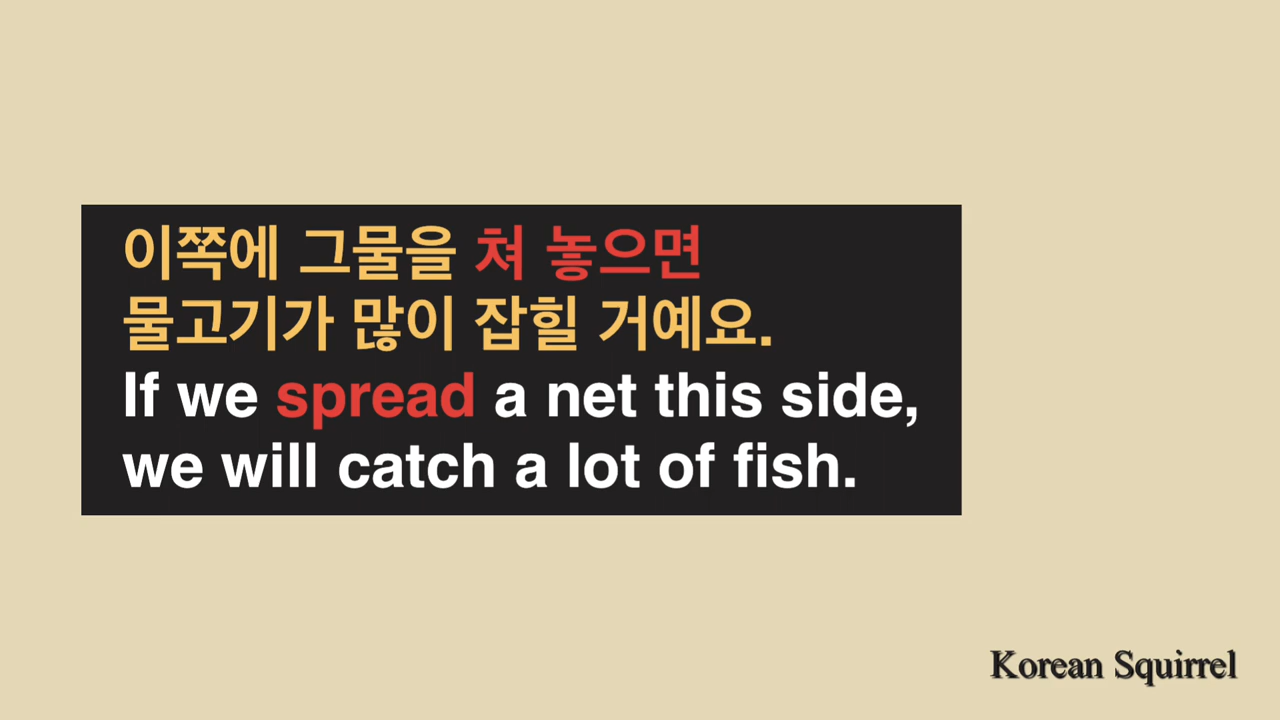 이쪽에 그물을 쳐 놓으면
물고기가 많이 잡힐 거예요.
If we spread a net this side,
we will catch a lot of fish.
Korean Squirrel